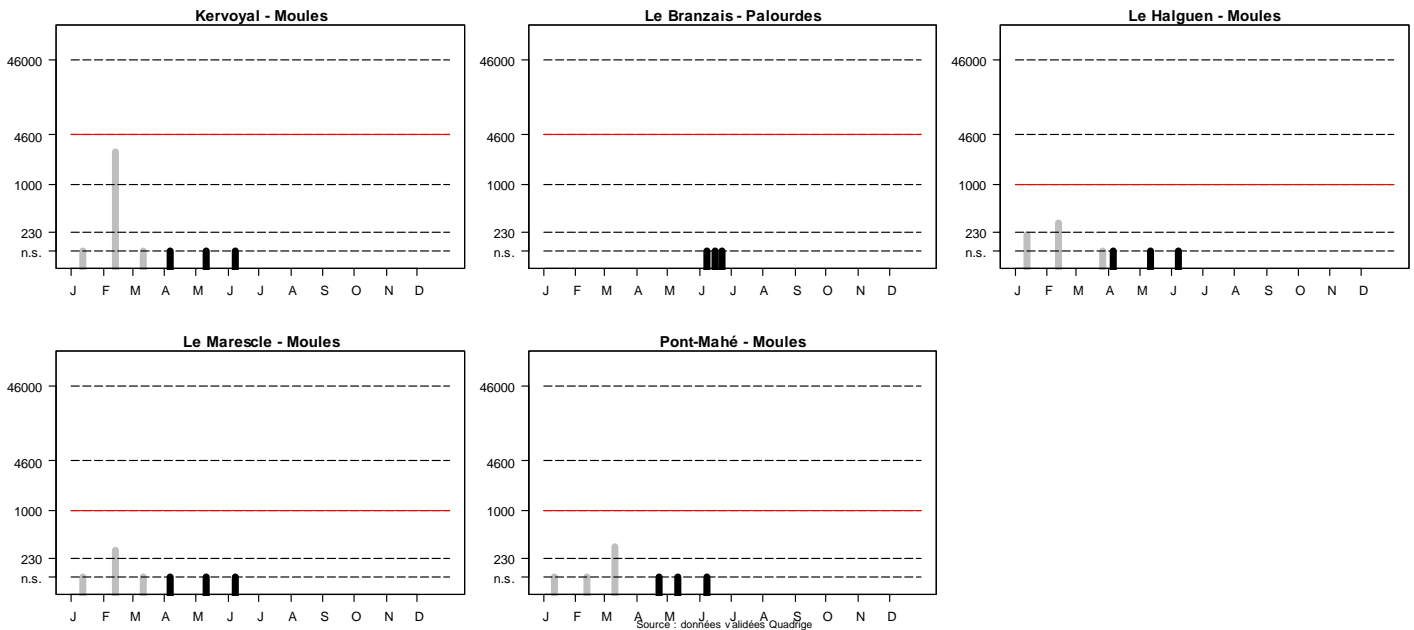 Kervoyal - Moules
46000
4600
1000
230
n.s.
J F M A M J J A S O N D
Le Branzais - Palourdes
46000
4600
1000
230
n.s.
J F M A M J J A S O N D
Le Halguen - Moules
46000
4600
1000
230
n.s.
J F M A M J J A S O N D
Le Marescle - Moules
46000
4600
1000
230
n.s.
J F M A M J J A S O N D
Pont-Mahé - Moules
46000
4600
1000
230
n.s.
J F M A M J J A S O N D
Source : données validées Quadrige